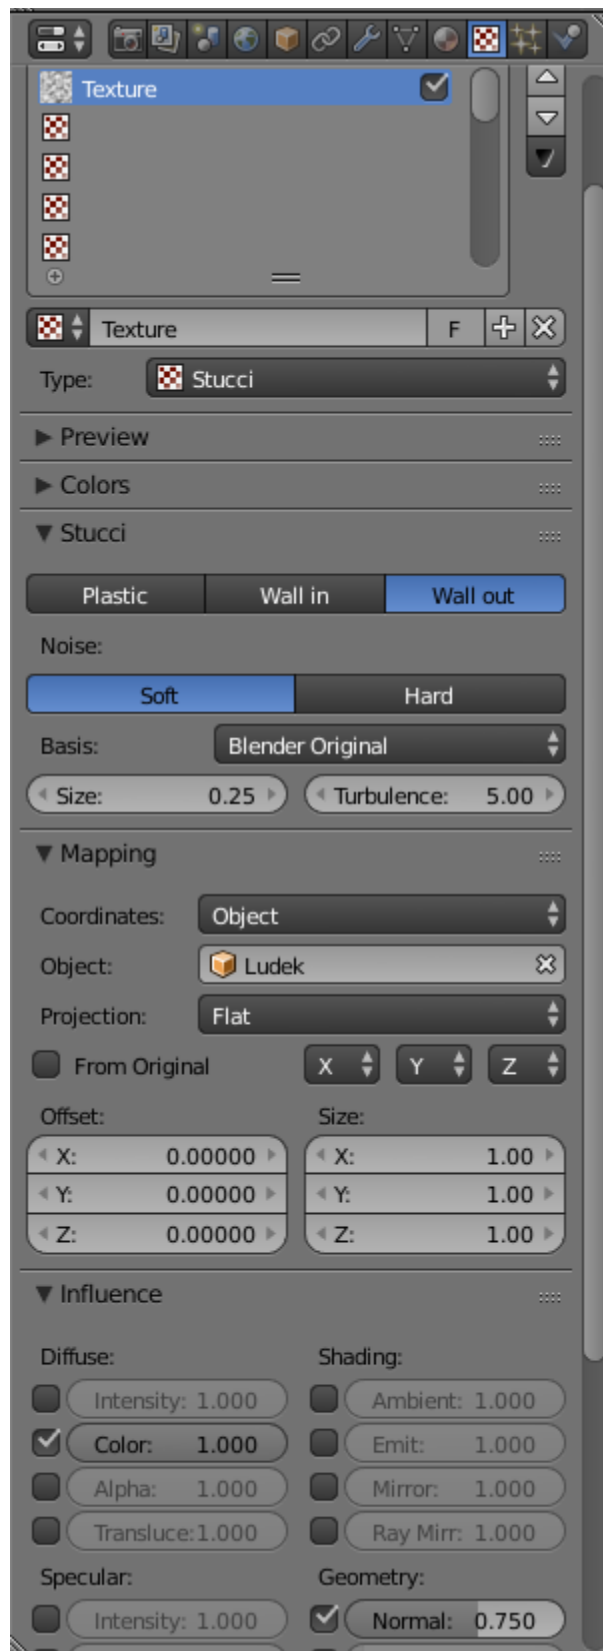 Texture
Texture F
Type: Stucci
Preview
Colors
Stucci
Plastic Wall in Wall out
Noise:
Soft Hard
Basis: Blender Original
Size: 0.25 Turbulence: 5.00
Mapping
Coordinates: Object
Object: Ludek
Projection: Flat
From Original X Y Z
Offset: Size:
X: 0.00000 X: 1.00
Y: 0.00000 Y: 1.00
Z: 0.00000 Z: 1.00
Influence
Diffuse: Shading:
Intensity: 1.000 Ambient: 1.000
Color: 1.000 Emit: 1.000
Alpha: 1.000 Mirror: 1.000
Transluce:1.000 Ray Mirr: 1.000
Specular: Geometry:
Intensity: 1.000 Normal: 0.750